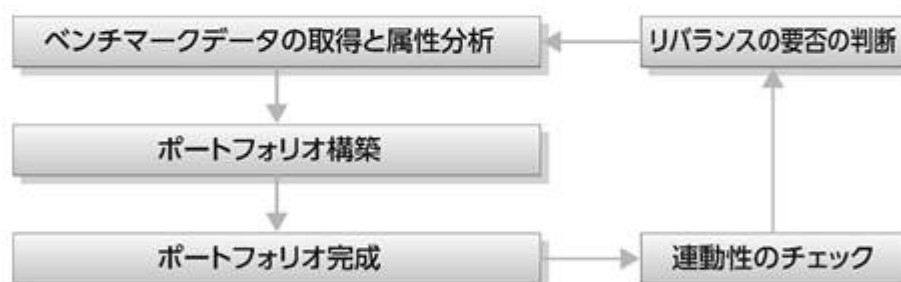 ベンチマークデータの取得と属性分析
リバランスの要否の判断
ポートフォリオ構築
ポートフォリオ完成
連動性のチェック